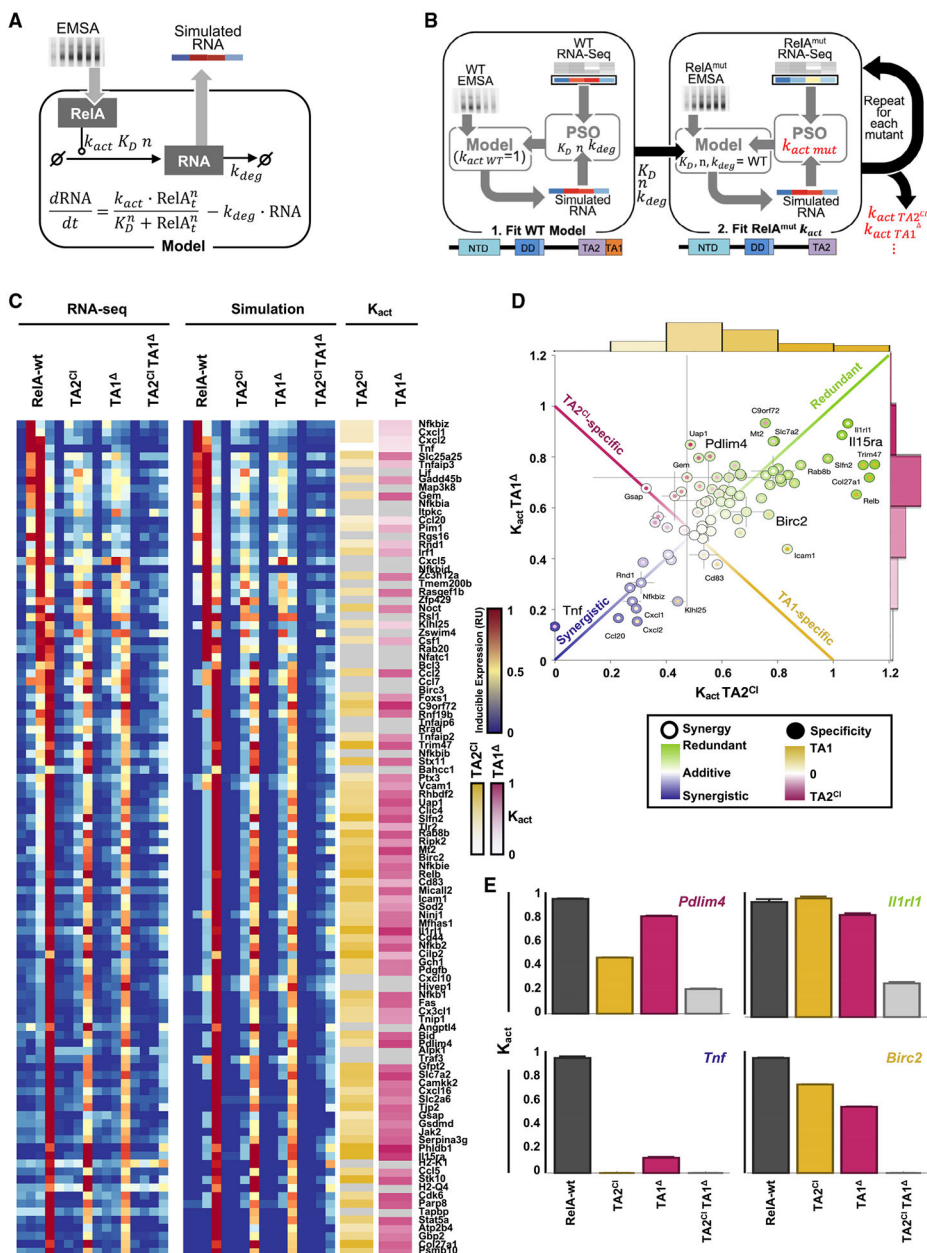 A
EMSA
Simulated
RNA
RelA
k_act K_D n
RNA
k_deg
dRNA/dt = k_act · RelA_t^n / K_D^n + RelA_t^n − k_deg · RNA
Model
B
WT
EMSA
WT
RNA-Seq
Model
(k_act WT=1)
PSO
K_D n k_deg
Simulated
RNA
1. Fit WT Model
NTD DD TA2 TA1
K_D
n
k_deg
RelA^mut
EMSA
RelA^mut
RNA-Seq
Model
K_D, n, k_deg = WT
PSO
k_act mut
Simulated
RNA
2. Fit RelA^mut k_act
NTD DD TA2
Repeat
for
each
mutant
k_act TA2^CI
k_act TA1^Δ
⋮
C
RNA-seq Simulation K_act
RelA-wt
TA2^CI
TA1^Δ
TA2^CI TA1^Δ
RelA-wt
TA2^CI
TA1^Δ
TA2^CI TA1^Δ
TA2^CI
TA1^Δ
Nfkbiz
Cxcl1
Cxcl2
Tnf
Slc25a25
Tnfaip3
Lif
Gadd45b
Map3k8
Gem
Nfkbia
Itpkc
Ccl20
Pim1
Rgs16
Rnd1
Irf1
Cxcl5
Nfkbid
Zc3h12a
Tmem200b
Rasgef1b
Zfp429
Noct
Rsl1
Klhl25
Zswim4
Csf1
Rab20
Nfatc1
Bcl3
Ccl2
Ccl7
Birc3
Foxs1
C9orf72
Rnf19b
Tnfaip6
Rrad
Tnfaip2
Trim47
Nfkbib
Stx11
Bahcc1
Ptx3
Vcam1
Rhbdf2
Uap1
Clic4
Slfn2
Tlr2
Rab8b
Ripk2
Mt2
Birc2
Nfkbie
Relb
Cd83
Micall2
Icam1
Sod2
Ninj1
Mfhas1
Il1rl1
Cd44
Nfkb2
Cilp2
Gch1
Pdgfb
Cxcl10
Hivep1
Nfkb1
Fas
Cx3cl1
Tnip1
Angptl4
Bid
Pdlim4
Alpk1
Traf3
Gfpt2
Slc7a2
Camkk2
Cxcl16
Slc2a6
Tjp2
Gsap
Gsdmd
Jak2
Serpina3g
Phldb1
Il15ra
H2-K1
Ccl5
Stk10
H2-Q4
Cdk6
Parp8
Tapbp
Stat5a
Atp2b4
Gbp2
Col27a1
Psmb10
Inducible Expression (RU)
1
0.5
0
TA2^CI
TA1^Δ
1
K_act
0
D
K_act TA1^Δ
1.2
1
0.8
0.6
0.4
0.2
0
0 0.2 0.4 0.6 0.8 1 1.2
K_act TA2^CI
TA2^CI-specific
Redundant
Synergistic
TA1-specific
C9orf72
Uap1
Pdlim4
Mt2
Slc7a2
Il1rl1
Il15ra
Gem
Slfn2
Trim47
Rab8b
Col27a1
Gsap
Relb
Birc2
Icam1
Cd83
Rnd1
Nfkbiz
Tnf
Cxcl1
Klhl25
Ccl20
Cxcl2
Synergy
Redundant
Additive
Synergistic
Specificity
TA1
0
TA2^CI
E
K_act
Pdlim4
1
0.8
0.6
0.4
0.2
0
Il1rl1
Tnf
1
0.8
0.6
0.4
0.2
0
RelA-wt
TA2^CI
TA1^Δ
TA2^CI TA1^Δ
Birc2
RelA-wt
TA2^CI
TA1^Δ
TA2^CI TA1^Δ